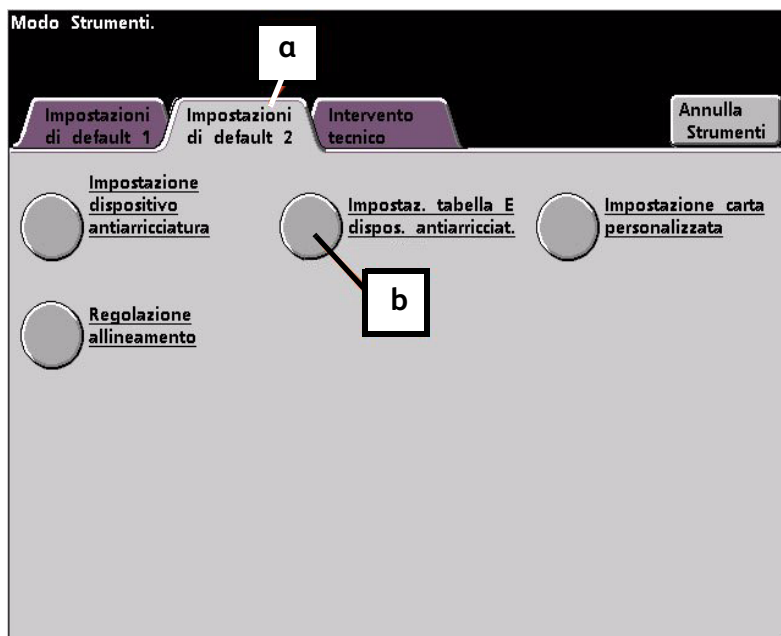 Modo Strumenti.
a
Impostazioni
di default 1
Impostazioni
di default 2
Intervento
tecnico
Annulla
Strumenti
Impostazione
dispositivo
antiarricciatura
Impostaz. tabella E
dispos. antiarricciat.
Impostazione carta
personalizzata
b
Regolazione
allineamento